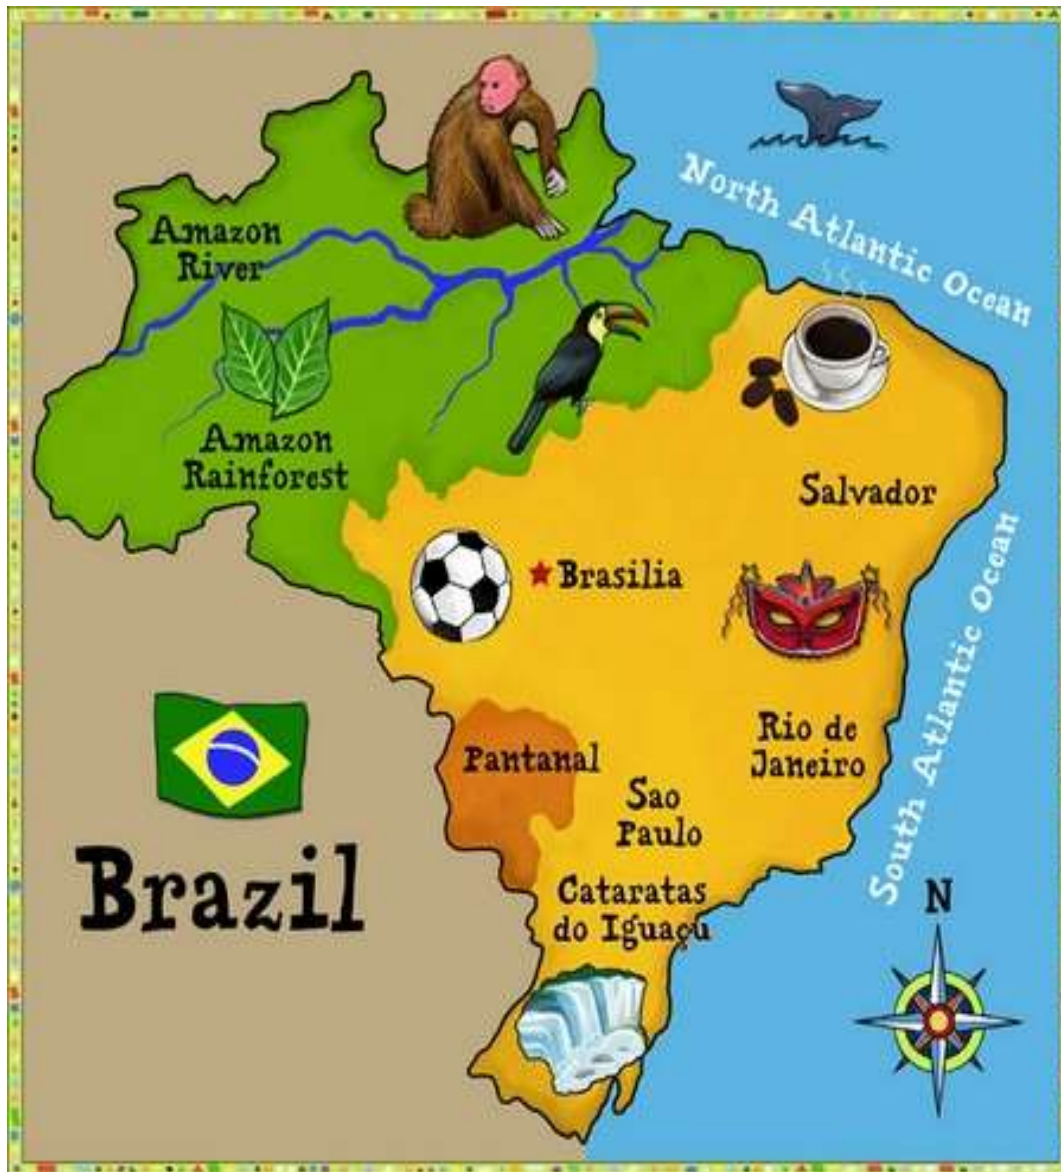 North Atlantic Ocean
Amazon
River
Amazon
Rainforest
Salvador
Brasilia
South Atlantic Ocean
Rio de
Janeiro
Pantanal
Sao
Paulo
Brazil
Cataratas
do Iguaçu
N